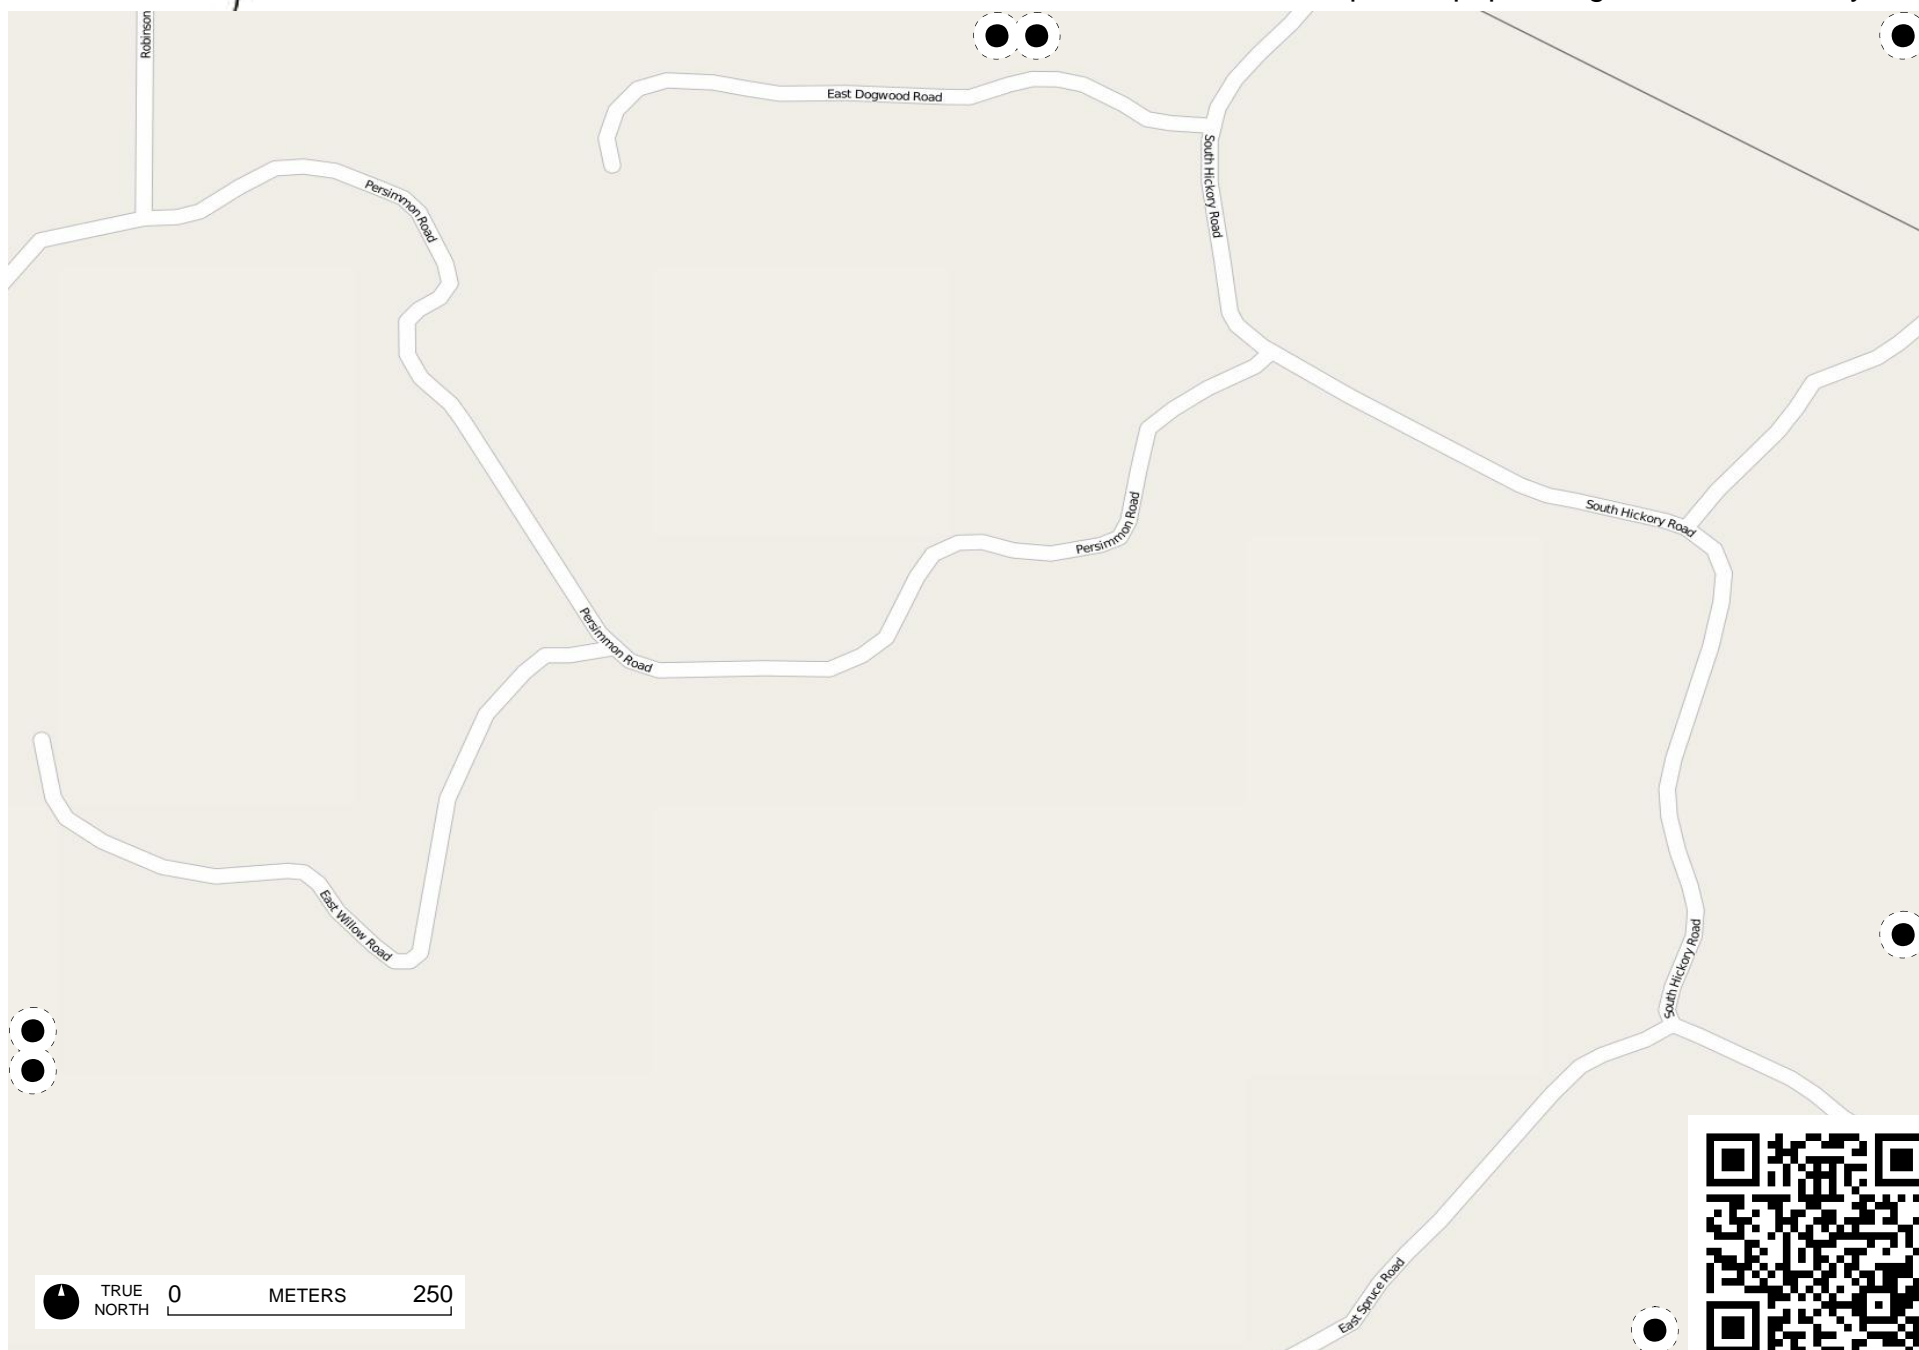 Robinson
East Dogwood Road
South Hickory Road
Persimmon Road
Persimmon Road
South Hickory Road
Persimmon Road
East Willow Road
South Hickory Road
East Spruce Road
TRUE NORTH
0 METERS 250